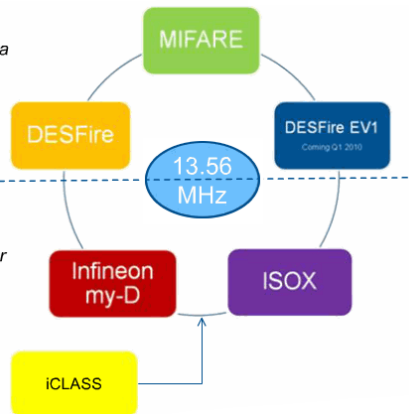 MIFARE
a
DESFire
DESFire EV1
Coming Q1 2010
13.56
MHz
r
Infineon
my-D
ISOX
iCLASS